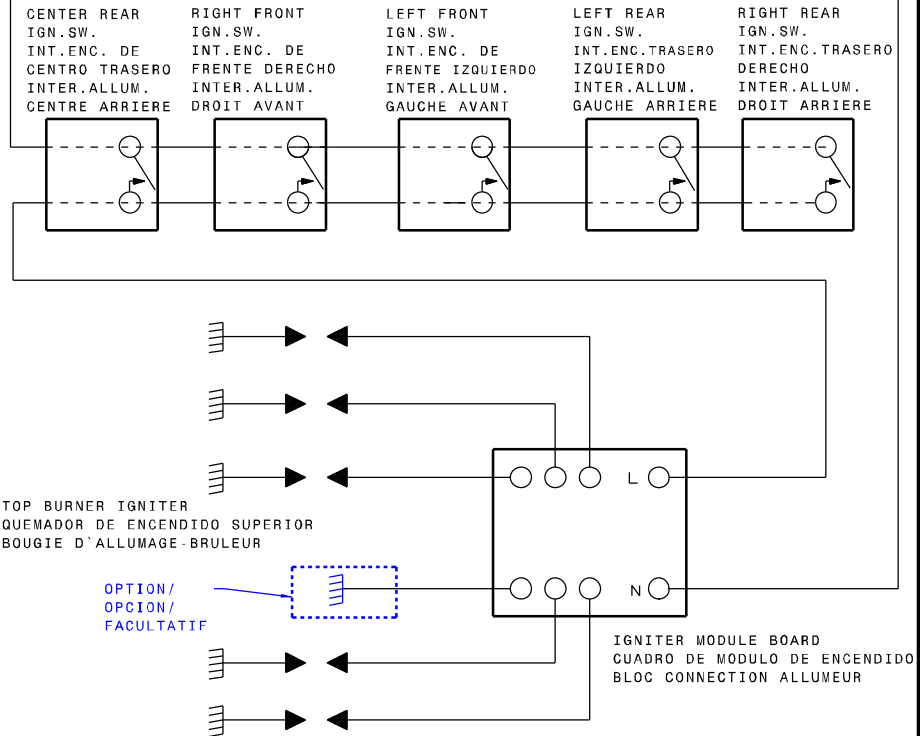 CENTER REAR
IGN.SW.
INT.ENC. DE
CENTRO TRASERO
INTER.ALLUM.
CENTRE ARRIERE
RIGHT FRONT
IGN.SW.
INT.ENC. DE
FRENTE DERECHO
INTER.ALLUM.
DROIT AVANT
LEFT FRONT
IGN.SW.
INT.ENC. DE
FRENTE IZQUIERDO
INTER.ALLUM.
GAUCHE AVANT
LEFT REAR
IGN.SW.
INT.ENC.TRASERO
IZQUIERDO
INTER.ALLUM.
GAUCHE ARRIERE
RIGHT REAR
IGN.SW.
INT.ENC.TRASERO
DERECHO
INTER.ALLUM.
DROIT ARRIERE
L
TOP BURNER IGNITER
QUEMADOR DE ENCENDIDO SUPERIOR
BOUGIE D`ALLUMAGE-BRULEUR
OPTION/
OPCION/
FACULTATIF
N
IGNITER MODULE BOARD
CUADRO DE MODULO DE ENCENDIDO
BLOC CONNECTION ALLUMEUR